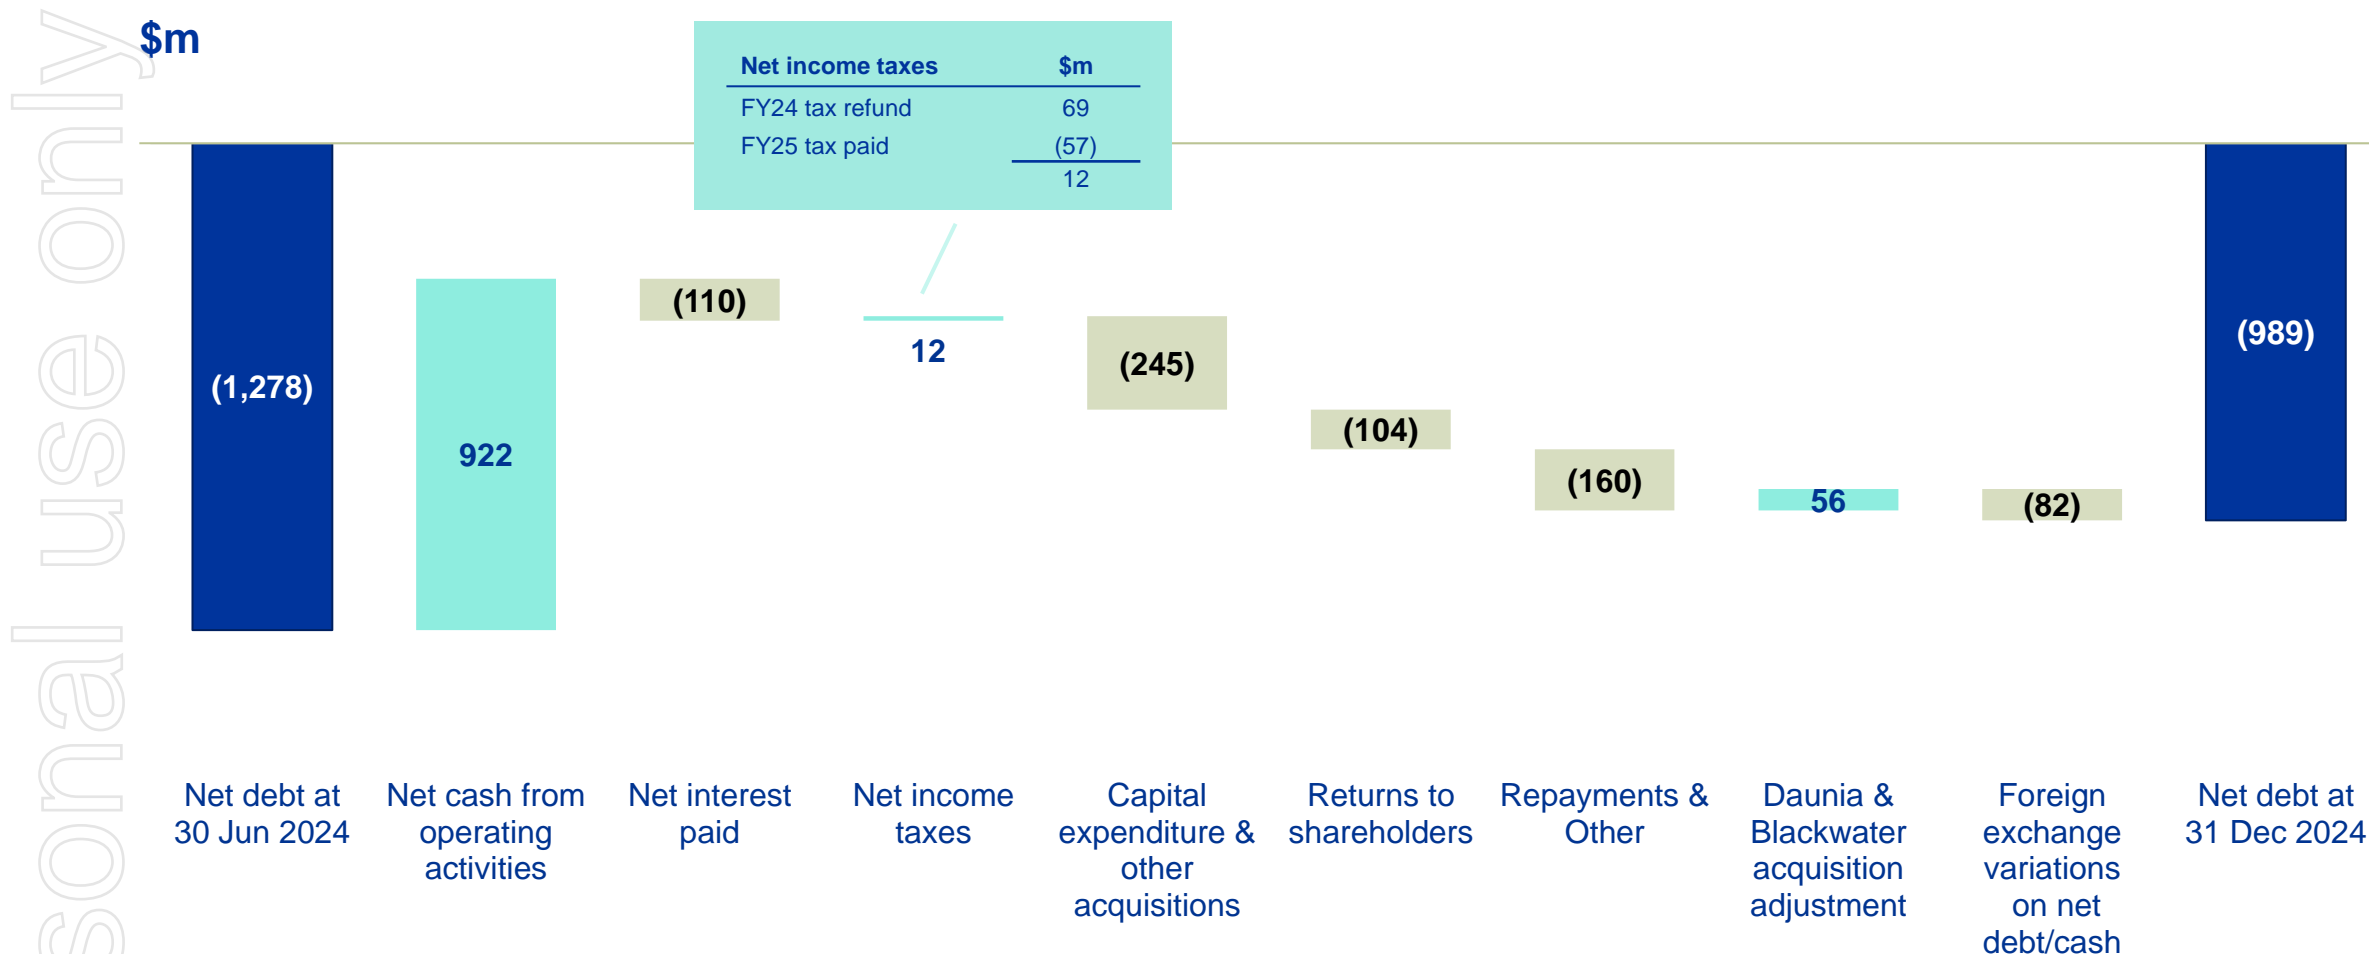 $m
Net income taxes $m
FY24 tax refund 69
FY25 tax paid (57)
12
(1,278)
922
(110)
12
(245)
(104)
(160)
56
(82)
(989)
Net debt at
30 Jun 2024
Net cash from
operating
activities
Net interest
paid
Net income
taxes
Capital
expenditure &
other
acquisitions
Returns to
shareholders
Repayments &
Other
Daunia &
Blackwater
acquisition
adjustment
Foreign
exchange
variations
on net
debt/cash
Net debt at
31 Dec 2024
sonal use only